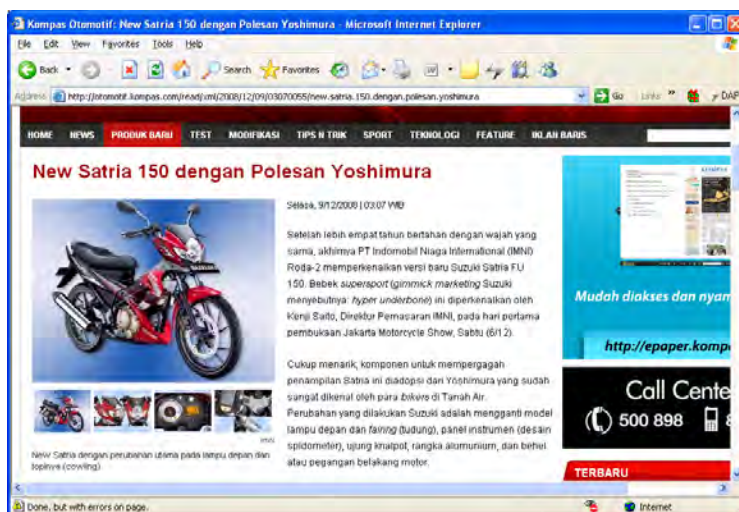 Kompas Otomotif: New Satria 150 dengan Polesan Yoshimura - Microsoft Internet Explorer
File Edit View Favorites Tools Help
Back Search Favorites
Address http://otomotif.kompas.com/read/xml/2008/12/09/03070055/new.satria.150.dengan.polesan.yoshimura Go Links » DAP
HOME NEWS PRODUK BARU TEST MODIFIKASI TIPS N TRIK SPORT TEKNOLOGI FEATURE IKLAN BARIS
New Satria 150 dengan Polesan Yoshimura
Selasa, 9/12/2008 | 03:07 WIB
Setelah lebih empat tahun bertahan dengan wajah yang
sama, akhirnya PT Indomobil Niaga International (IMNI)
Roda-2 memperkenalkan versi baru Suzuki Satria FU
150. Bebek supersport (gimmick marketing Suzuki
menyebutnya: hyper underbone) ini diperkenalkan oleh
Kenji Saito, Direktur Pemasaran IMNI, pada hari pertama
pembukaan Jakarta Motorcycle Show, Sabtu (6/12).
Cukup menarik, komponen untuk mempergagah
penampilan Satria ini diadopsi dari Yoshimura yang sudah
sangat dikenal oleh para bikers di Tanah Air.
Perubahan yang dilakukan Suzuki adalah mengganti model
lampu depan dan fairing (tudung), panel instrumen (desain
spidometer), ujung knalpot, rangka alumunium, dan behel
atau pegangan belakang motor.
IMNI
New Satria dengan perubahan utama pada lampu depan dan
topinya (cowling)
Mudah diakses dan nyam
http://epaper.kompa
Call Cente
500 898 8
TERBARU
Done, but with errors on page. Internet